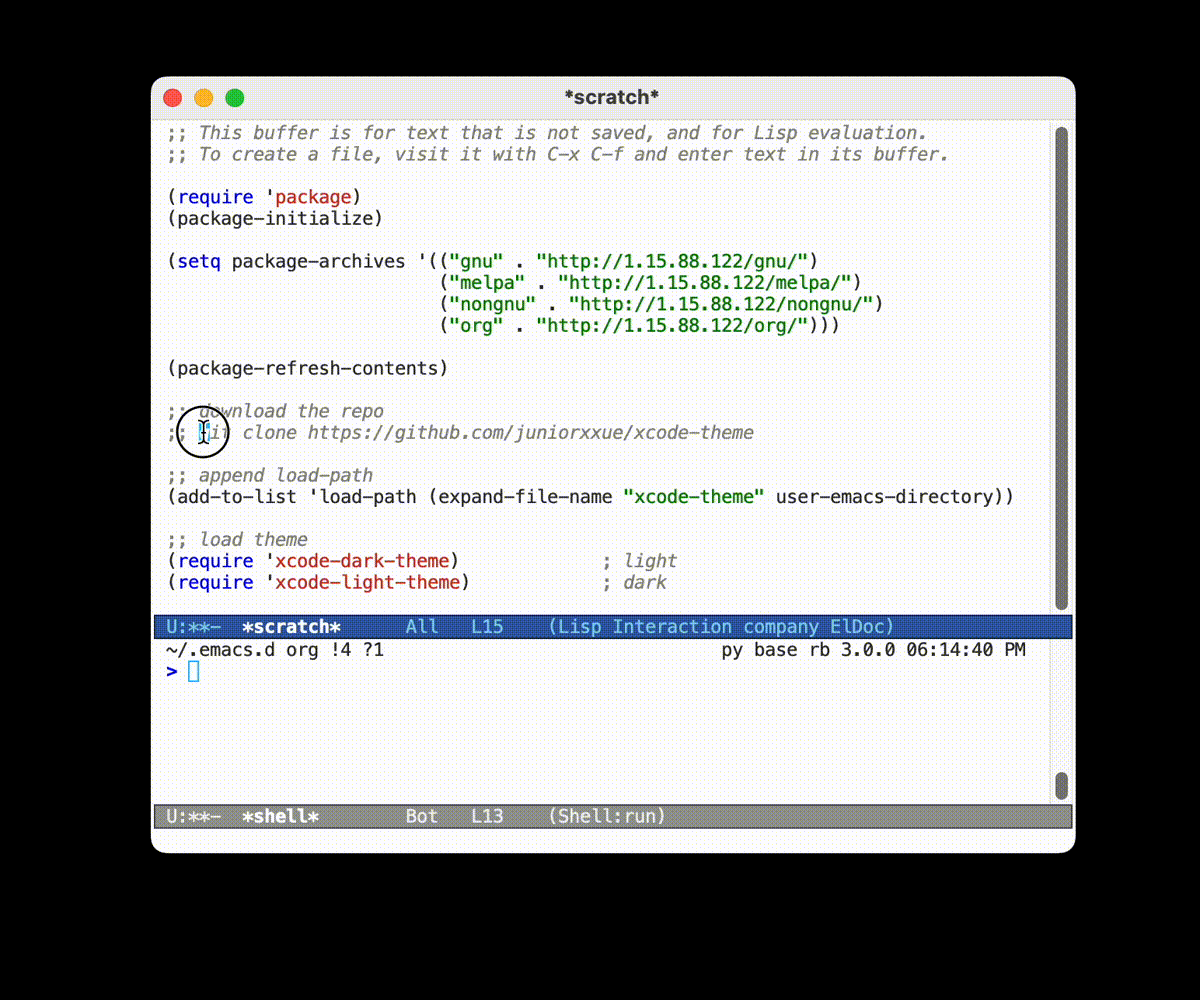 *scratch*
;; This buffer is for text that is not saved, and for Lisp evaluation.
;; To create a file, visit it with C-x C-f and enter text in its buffer.
(require 'package)
(package-initialize)
(setq package-archives '(("gnu" . "http://1.15.88.122/gnu/")
("melpa" . "http://1.15.88.122/melpa/")
("nongnu" . "http://1.15.88.122/nongnu/")
("org" . "http://1.15.88.122/org/")))
(package-refresh-contents)
;; download the repo
;; git clone https://github.com/juniorxxue/xcode-theme
;; append load-path
(add-to-list 'load-path (expand-file-name "xcode-theme" user-emacs-directory))
;; load theme
(require 'xcode-dark-theme) ; light
(require 'xcode-light-theme) ; dark
U:**- *scratch* All L15 (Lisp Interaction company ElDoc)
~/.emacs.d org !4 ?1 py base rb 3.0.0 06:14:40 PM
>
U:**- *shell* Bot L13 (Shell:run)